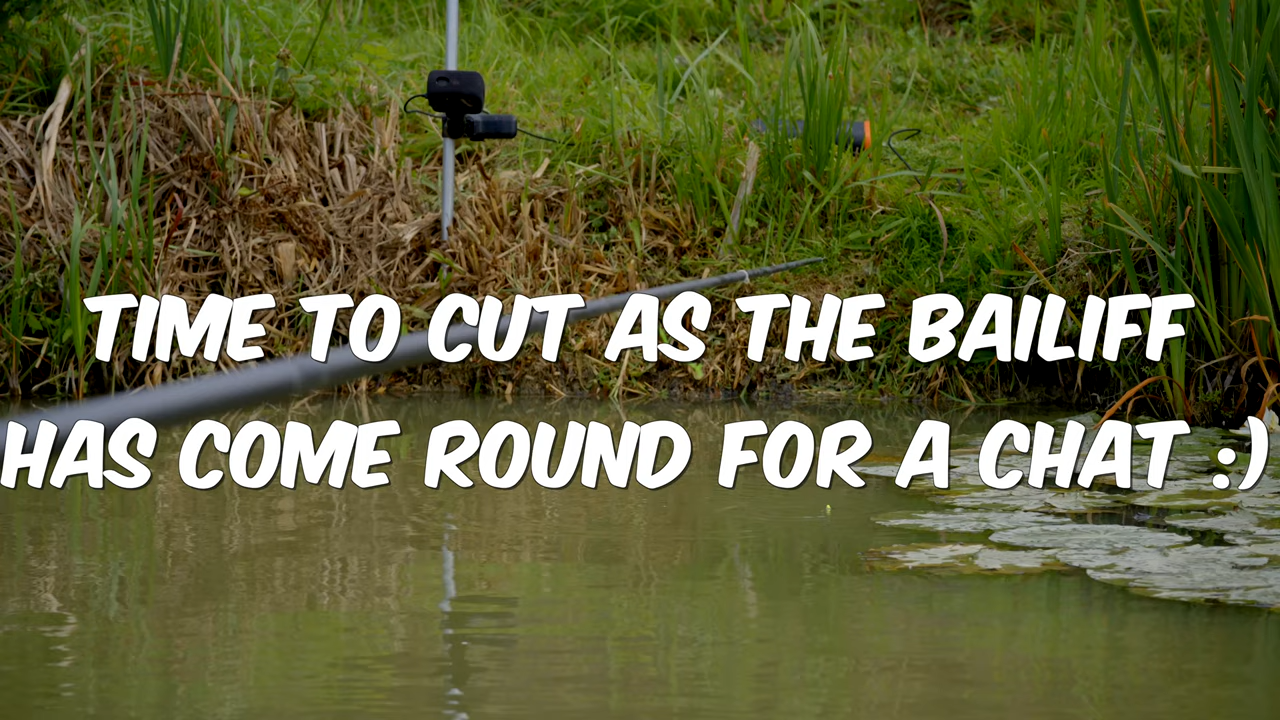 TIME TO CUT AS THE BAILIFF
HAS COME ROUND FOR A CHAT :)